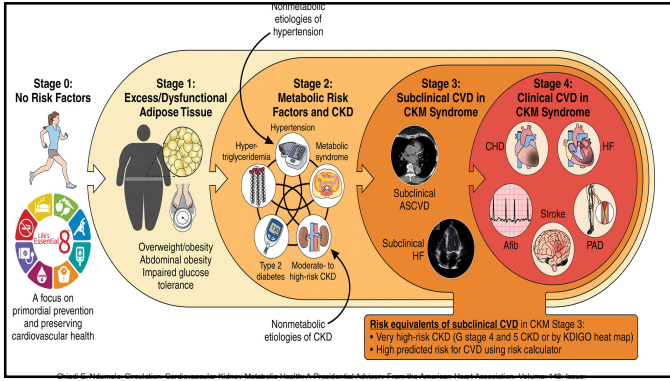 Nonmetabolic
etiologies of
hypertension
Stage 0:
No Risk Factors
Life's
Essential
8
A focus on
primordial prevention
and preserving
cardiovascular health
Stage 1:
Excess/Dysfunctional
Adipose Tissue
Overweight/obesity
Abdominal obesity
Impaired glucose
tolerance
Stage 2:
Metabolic Risk
Factors and CKD
Hypertension
Hyper-
triglyceridemia
Metabolic
syndrome
Type 2
diabetes
Moderate- to
high-risk CKD
Nonmetabolic
etiologies of CKD
Stage 3:
Subclinical CVD in
CKM Syndrome
Subclinical
ASCVD
Subclinical
HF
Stage 4:
Clinical CVD in
CKM Syndrome
CHD
HF
Afib
Stroke
PAD
Risk equivalents of subclinical CVD in CKM Stage 3:
• Very high-risk CKD (G stage 4 and 5 CKD or by KDIGO heat map)
• High predicted risk for CVD using risk calculator